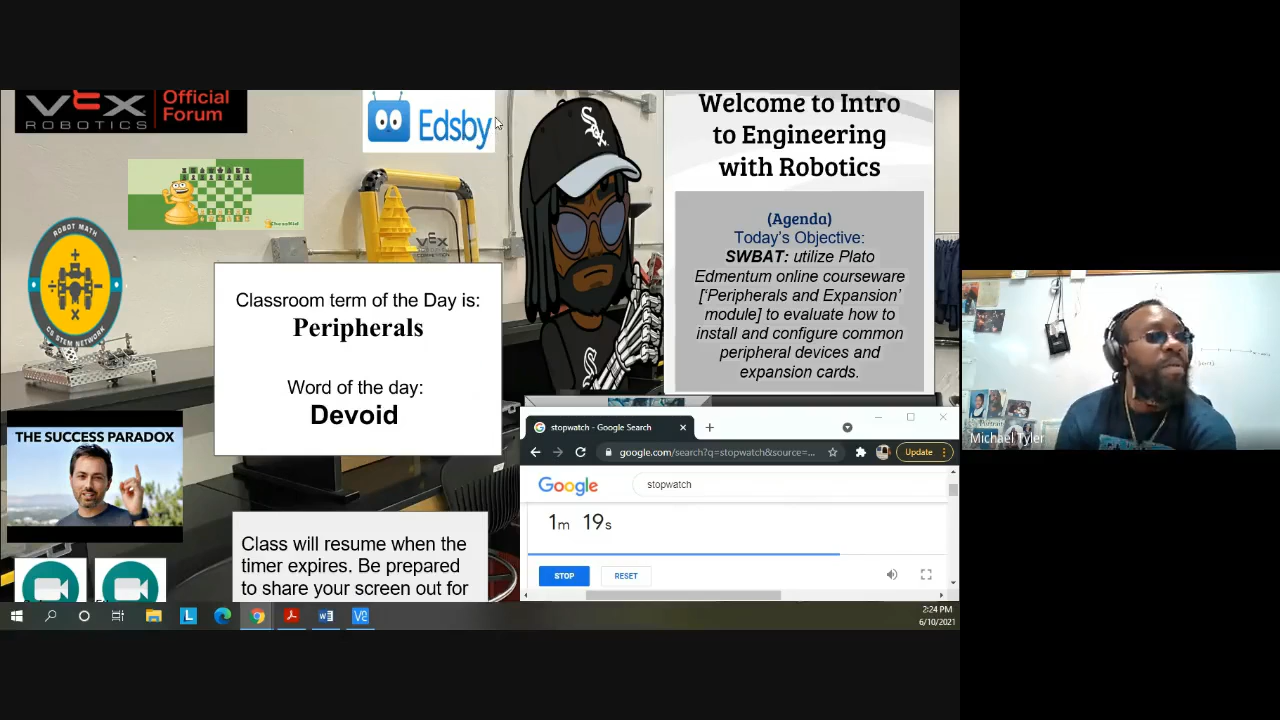 VEX
ROBOTICS
Official
Forum
Edsby
Sox
Welcome to Intro
to Engineering
with Robotics
(Agenda)
Today's Objective:
SWBAT: utilize Plato
Edmentum online courseware
['Peripherals and Expansion'
module] to evaluate how to
install and configure common
peripheral devices and
expansion cards.
ROBOT MATH
CS STEM NETWORK
VEX
Classroom term of the Day is:
Peripherals
Word of the day:
Devoid
THE SUCCESS PARADOX
Class will resume when the
timer expires. Be prepared
to share your screen out for
stopwatch - Google Search
google.com/search?q=stopwatch&source=...
Update
Google
stopwatch
1m 19s
STOP
RESET
2:24 PM
6/10/2021
Michael Tyler